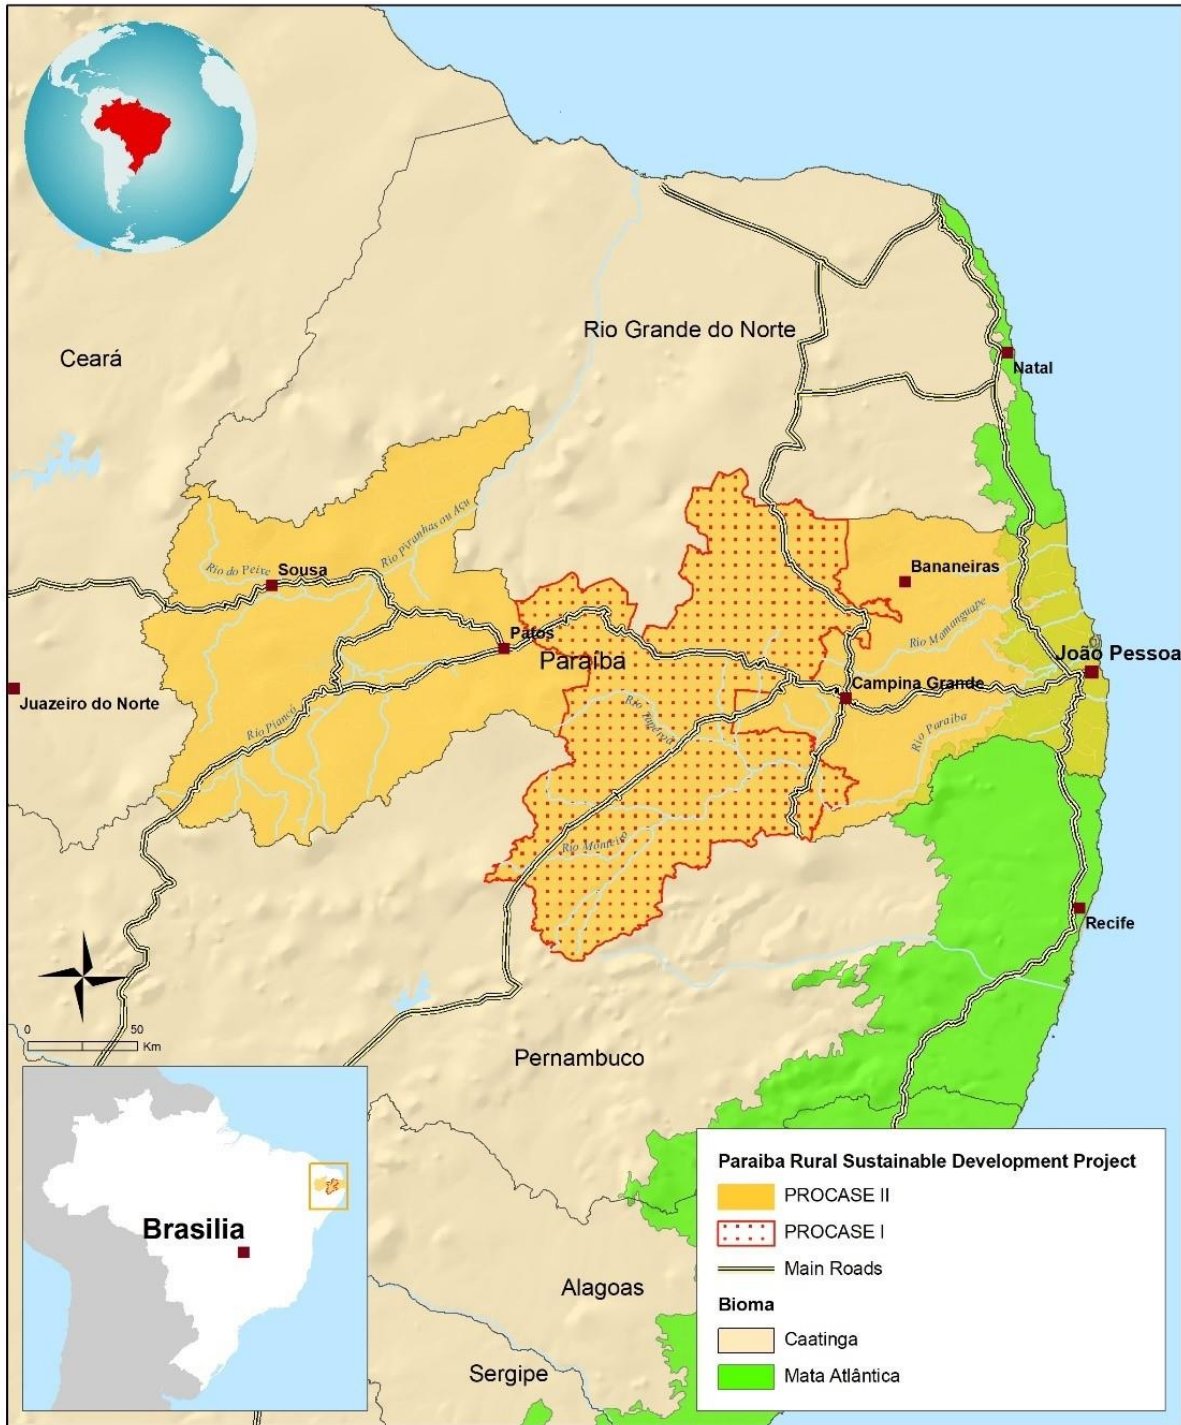 Rio Grande do Norte
Ceará
Natal
Rio Piranhas ou Açu
Rio do Peixe
Sousa
Bananeiras
Rio Mamanguape
Patos
Paraíba
João Pessoa
Juazeiro do Norte
Campina Grande
Rio Piancó
Rio Taperoá
Rio Paraíba
Rio Monteiro
Recife
0 50
Km
Pernambuco
Brasilia
Alagoas
Sergipe
Paraiba Rural Sustainable Development Project
PROCASE II
PROCASE I
Main Roads
Bioma
Caatinga
Mata Atlântica